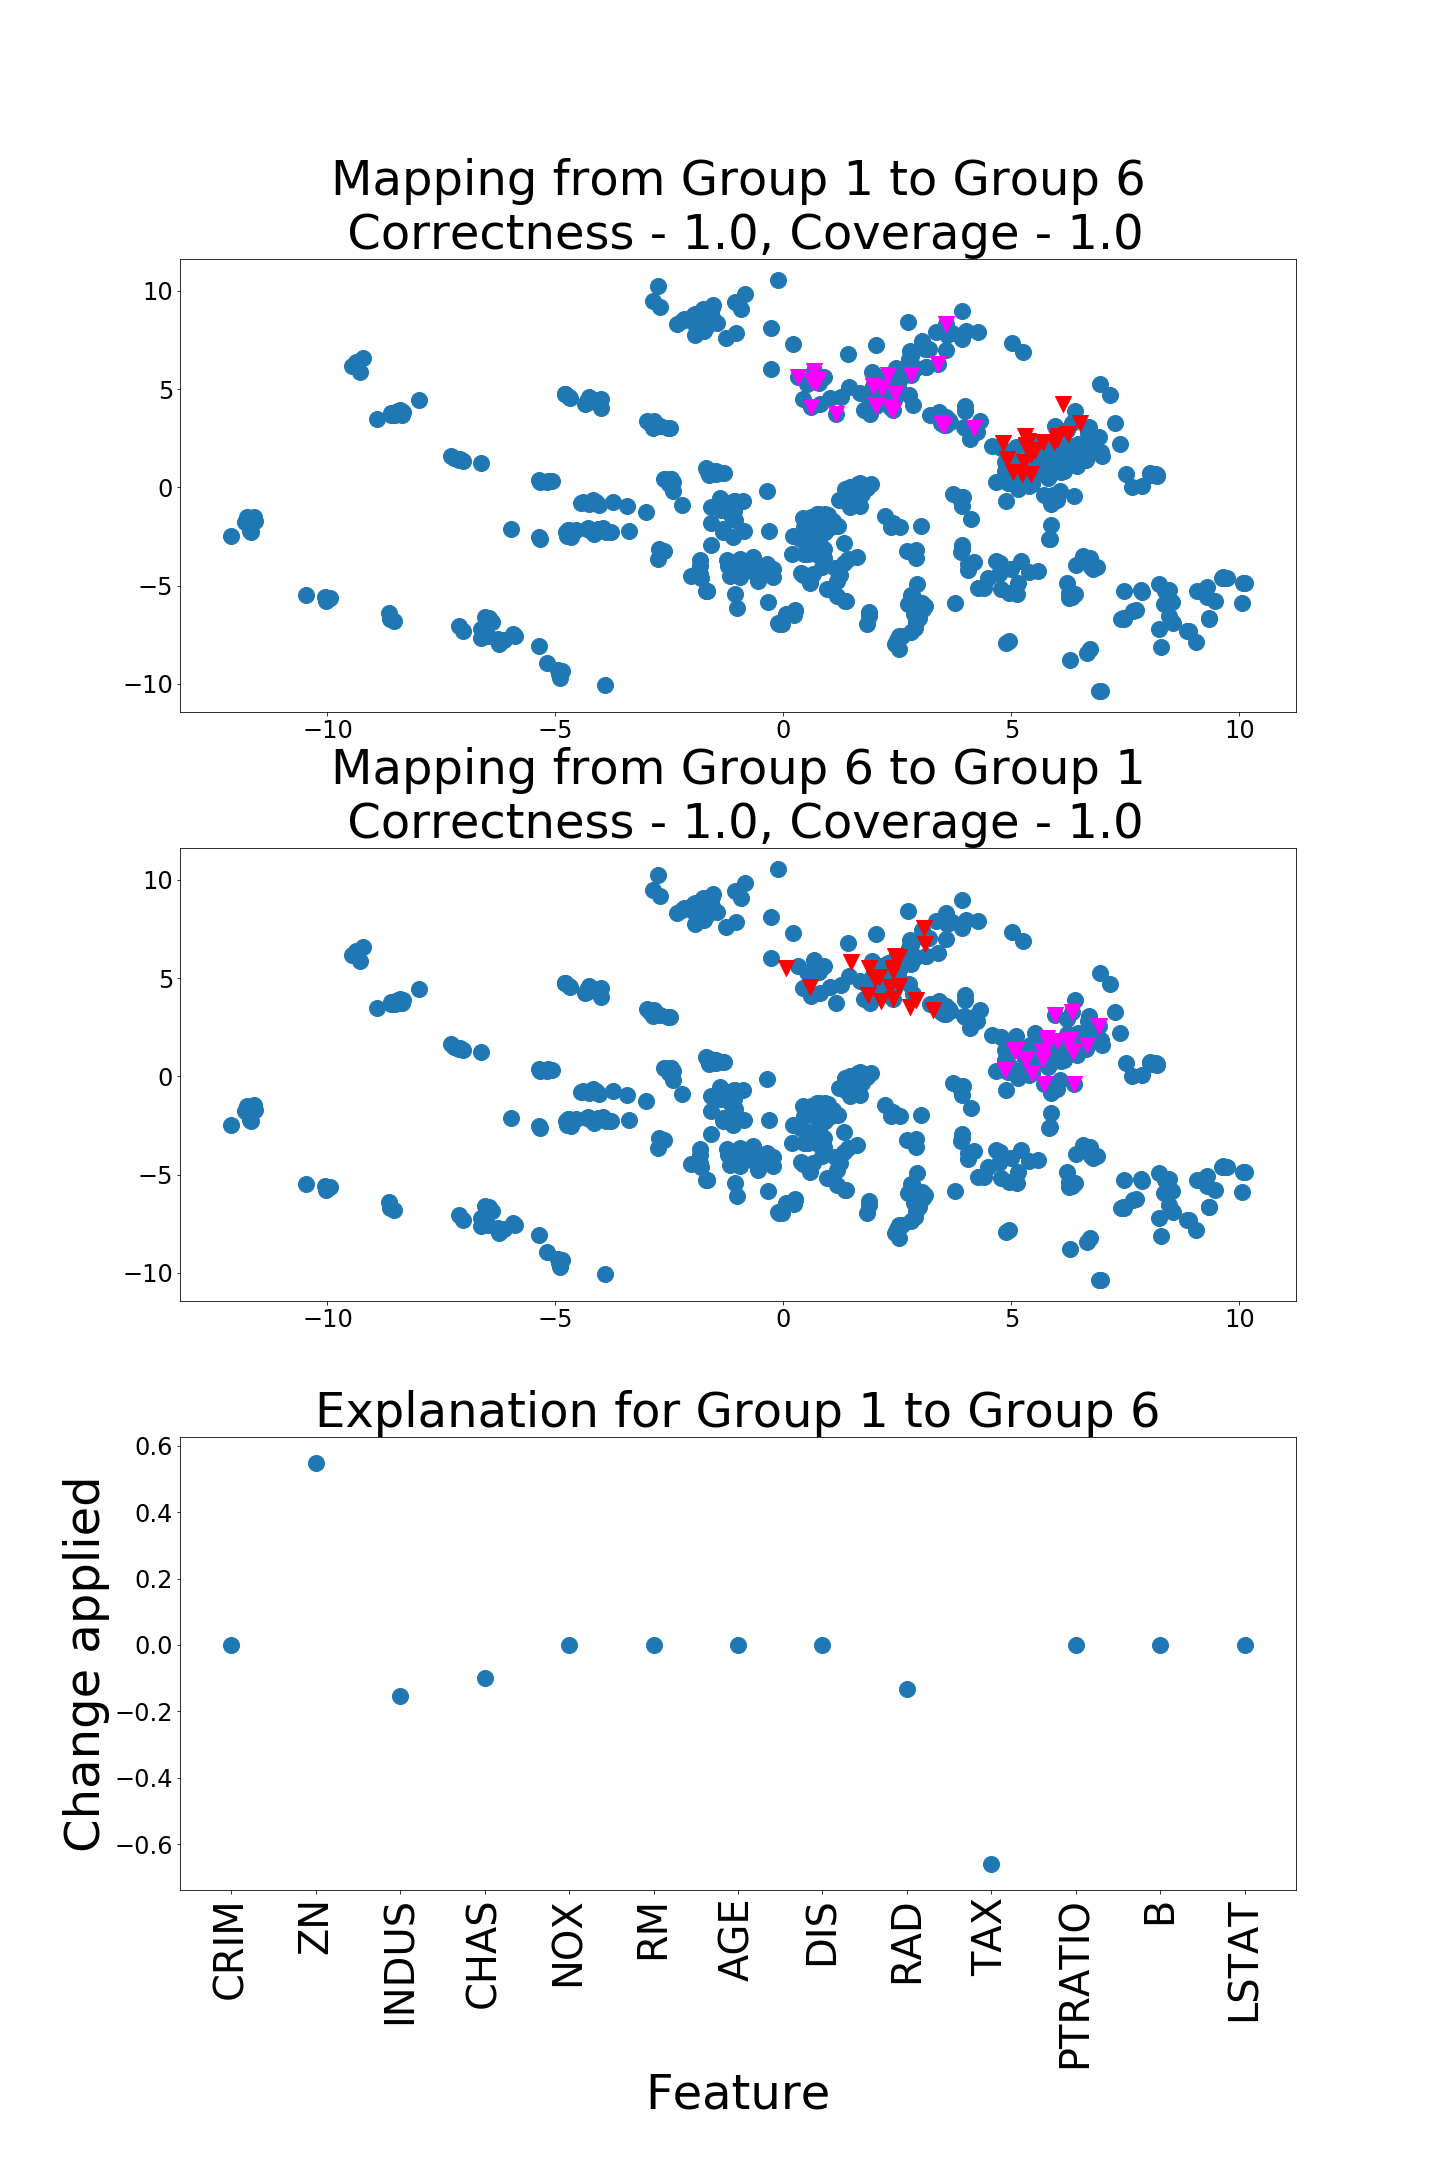 Mapping from Group 1 to Group 6
Correctness - 1.0, Coverage - 1.0
10
5
0
−5
−10
−10
−5
0
5
10
Mapping from Group 6 to Group 1
Correctness - 1.0, Coverage - 1.0
10
5
0
−5
−10
−10
−5
0
5
10
Explanation for Group 1 to Group 6
Change applied
0.6
0.4
0.2
0.0
−0.2
−0.4
−0.6
CRIM
ZN
INDUS
CHAS
NOX
RM
AGE
DIS
RAD
TAX
PTRATIO
B
LSTAT
Feature